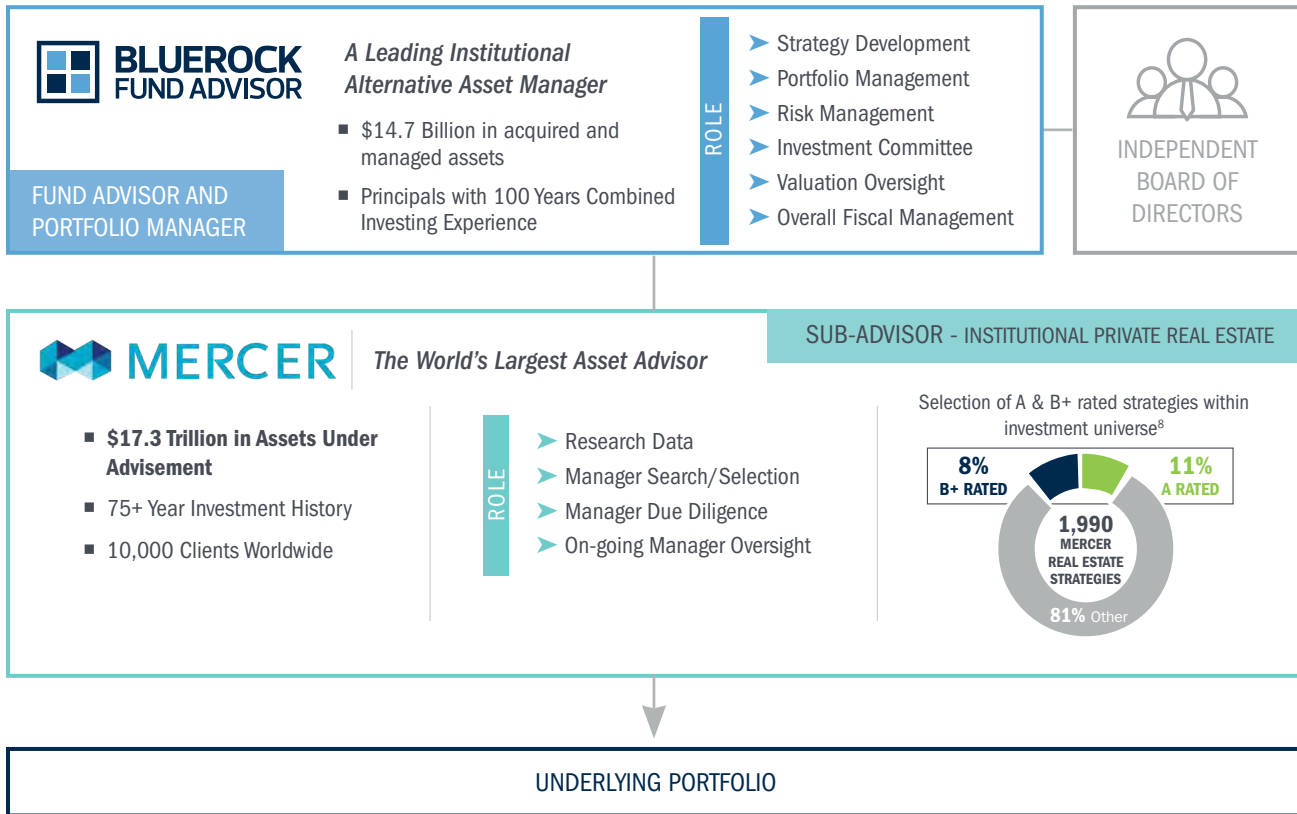 BLUEROCK
FUND ADVISOR
FUND ADVISOR AND
PORTFOLIO MANAGER
A Leading Institutional
Alternative Asset Manager
■ $14.7 Billion in acquired and
managed assets
■ Principals with 100 Years Combined
Investing Experience
ROLE
➤ Strategy Development
➤ Portfolio Management
➤ Risk Management
➤ Investment Committee
➤ Valuation Oversight
➤ Overall Fiscal Management
INDEPENDENT
BOARD OF
DIRECTORS
SUB-ADVISOR - INSTITUTIONAL PRIVATE REAL ESTATE
MERCER
The World's Largest Asset Advisor
■ $17.3 Trillion in Assets Under
Advisement
■ 75+ Year Investment History
■ 10,000 Clients Worldwide
ROLE
➤ Research Data
➤ Manager Search/Selection
➤ Manager Due Diligence
➤ On-going Manager Oversight
Selection of A & B+ rated strategies within
investment universe⁸
8%
B+ RATED
11%
A RATED
1,990
MERCER
REAL ESTATE
STRATEGIES
81% Other
UNDERLYING PORTFOLIO